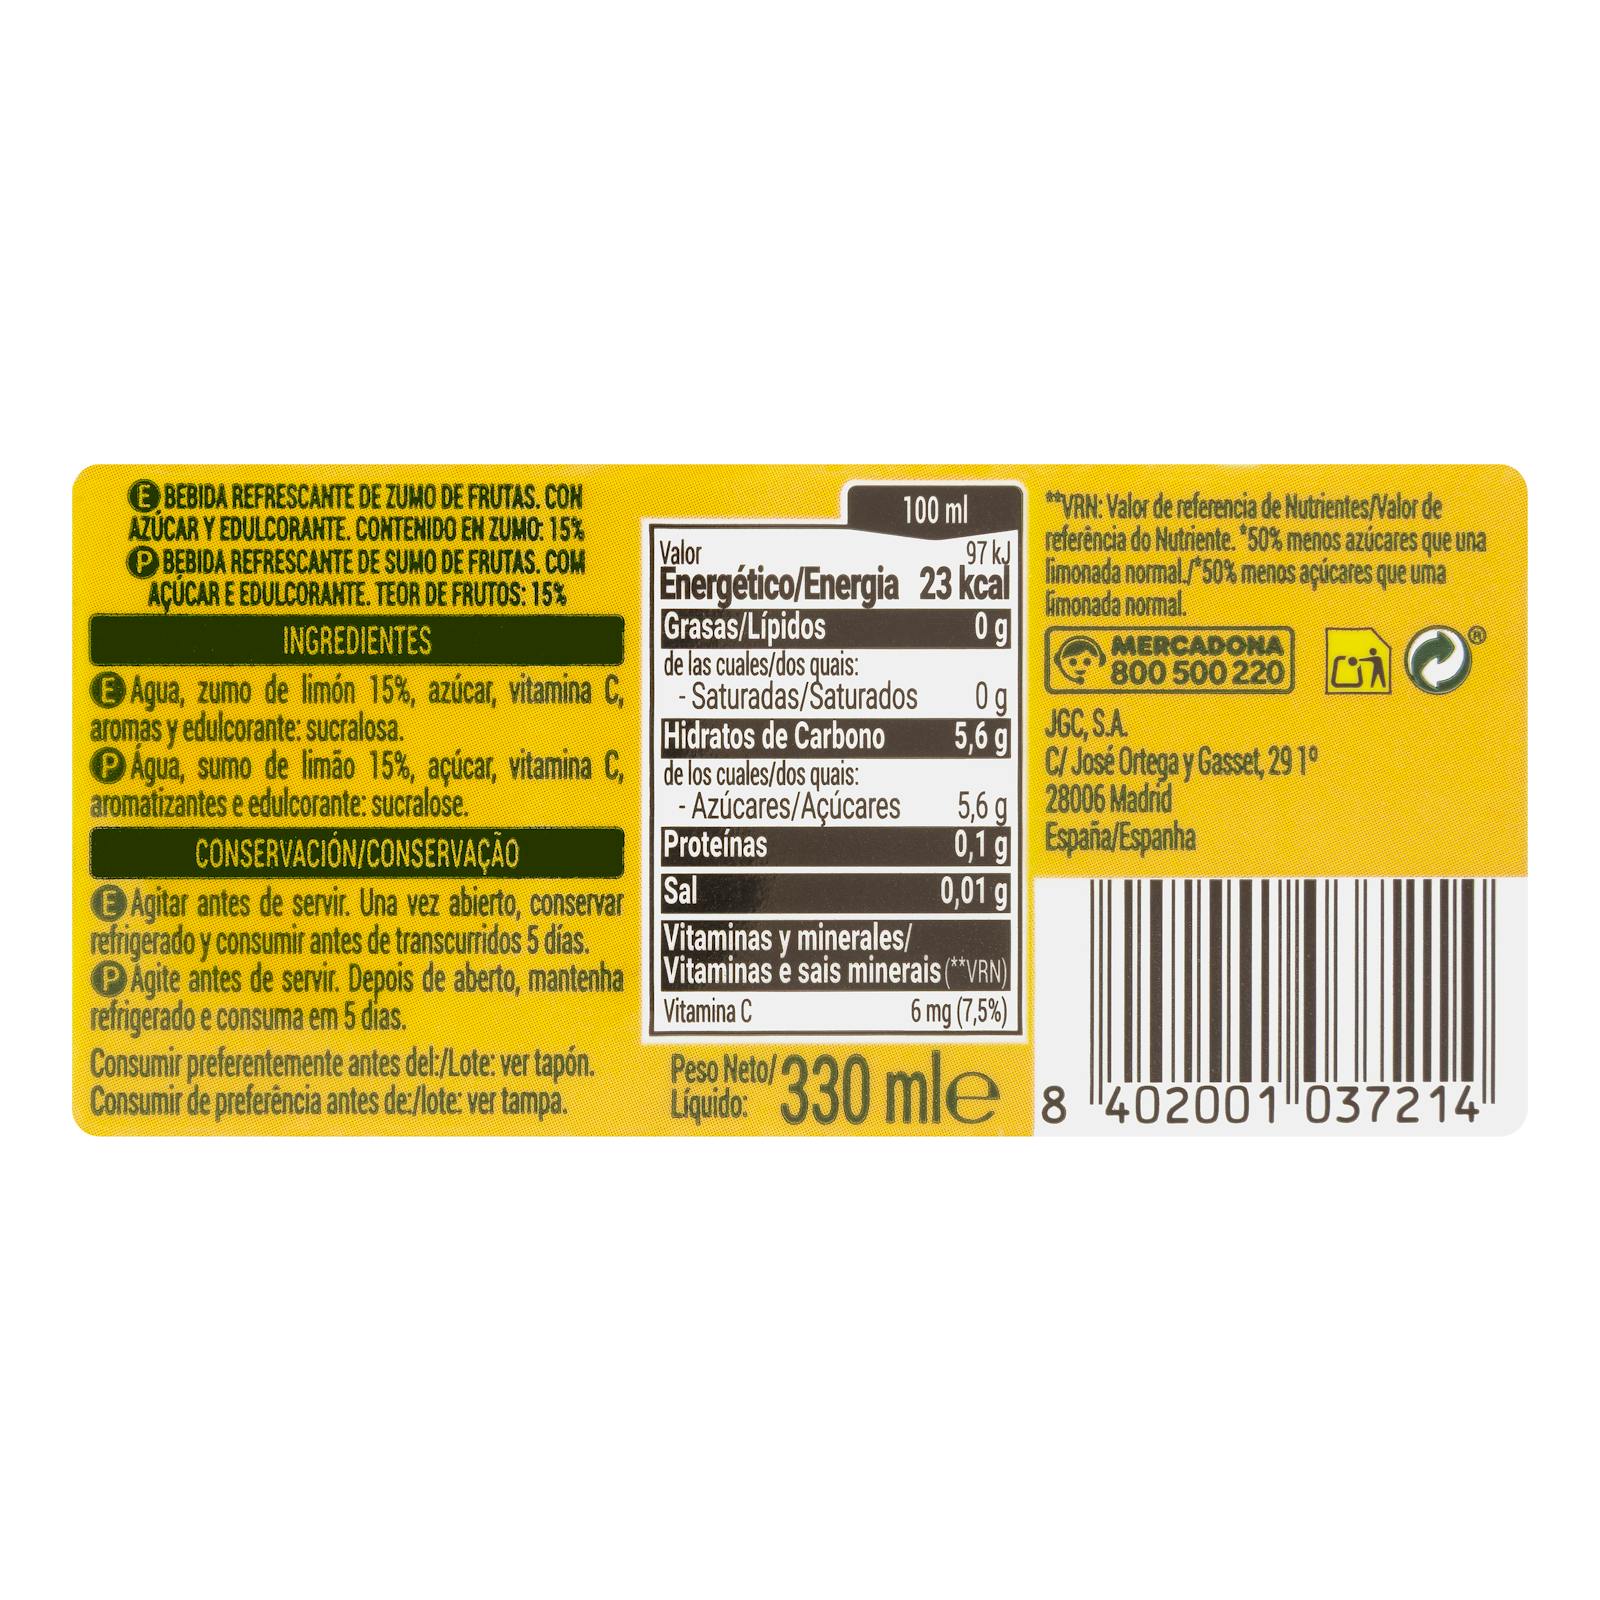 E BEBIDA REFRESCANTE DE ZUMO DE FRUTAS. CON
AZÚCAR Y EDULCORANTE. CONTENIDO EN ZUMO: 15%
P BEBIDA REFRESCANTE DE SUMO DE FRUTAS. COM
AÇÚCAR E EDULCORANTE. TEOR DE FRUTOS: 15%
INGREDIENTES
E Agua, zumo de limón 15%, azúcar, vitamina C,
aromas y edulcorante: sucralosa.
P Água, sumo de limão 15%, açúcar, vitamina C,
aromatizantes e edulcorante: sucralose.
CONSERVACIÓN/CONSERVAÇÃO
E Agitar antes de servir. Una vez abierto, conservar
refrigerado y consumir antes de transcurridos 5 días.
P Agite antes de servir. Depois de aberto, mantenha
refrigerado e consuma em 5 dias.
Consumir preferentemente antes del:/Lote: ver tapón.
Consumir de preferência antes de:/lote: ver tampa.
100 ml
Valor 97 kJ
Energético/Energia 23 kcal
Grasas/Lípidos 0 g
de las cuales/dos quais:
- Saturadas/Saturados 0 g
Hidratos de Carbono 5,6 g
de los cuales/dos quais:
- Azúcares/Açúcares 5,6 g
Proteínas 0,1 g
Sal 0,01 g
Vitaminas y minerales/
Vitaminas e sais minerais (**VRN)
Vitamina C 6 mg (7,5%)
Peso Neto/
Líquido: 330 ml e
**VRN: Valor de referencia de Nutrientes/Valor de
referência do Nutriente. *50% menos azúcares que una
limonada normal./*50% menos açúcares que uma
limonada normal.
MERCADONA
800 500 220
®
JGC, S.A.
C/ José Ortega y Gasset, 29 1º
28006 Madrid
España/Espanha
8 402001 037214